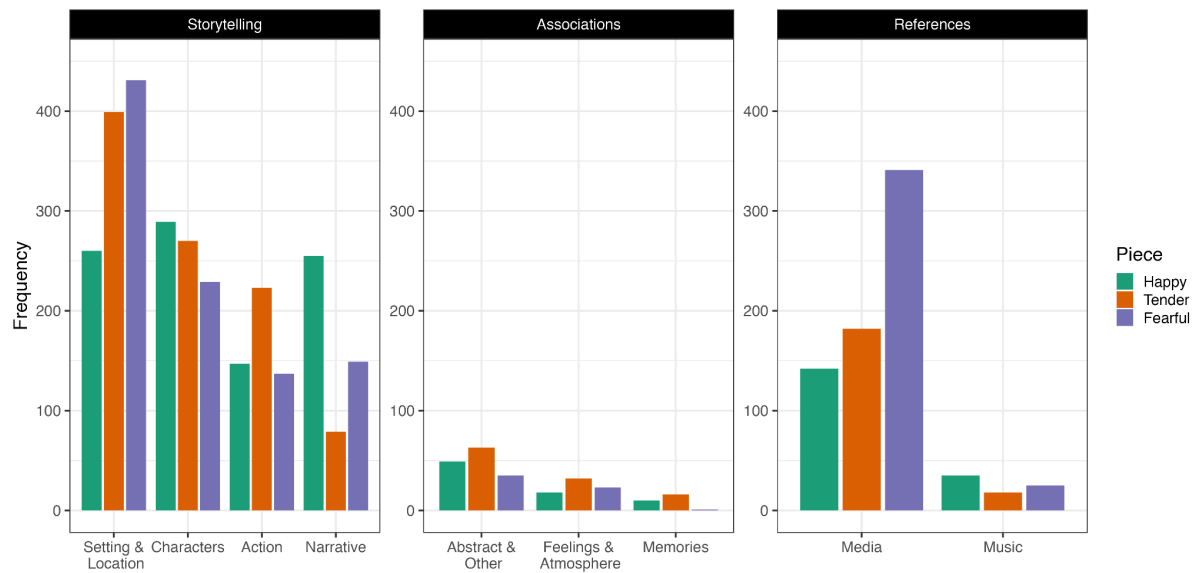 Storytelling
Associations
References
Frequency
400
300
200
100
0
400
300
200
100
0
400
300
200
100
0
Setting &
Location
Characters
Action
Narrative
Abstract &
Other
Feelings &
Atmosphere
Memories
Media
Music
Piece
Happy
Tender
Fearful